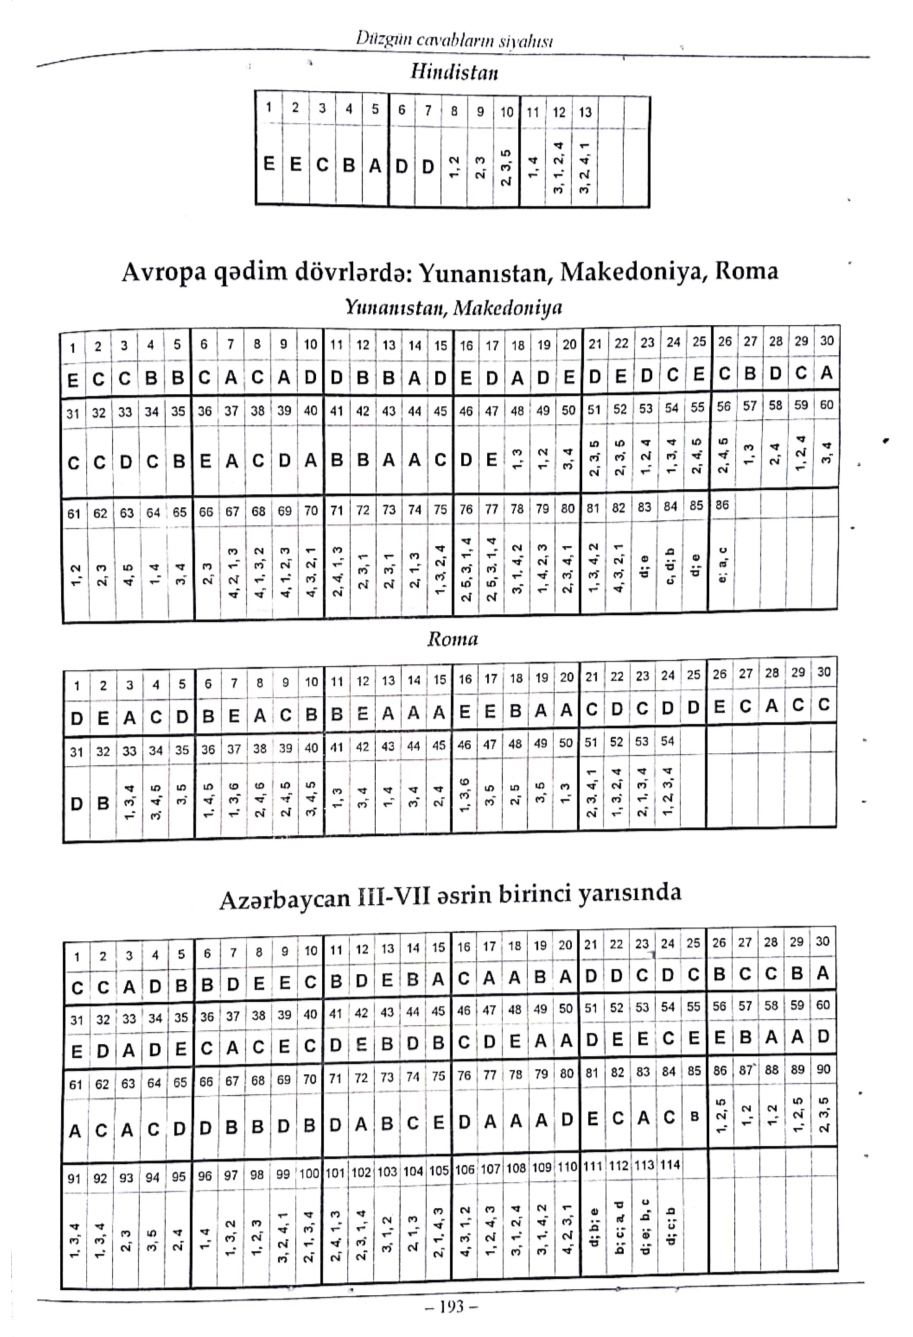 Düzgün cavabların siyahısı
Hindistan
1 2 3 4 5 6 7 8 9 10 11 12 13
E E C B A D D 1, 2 2, 3 2, 3, 5 1, 4 3, 1, 2, 4 3, 2, 4, 1
Avropa qədim dövrlərdə: Yunanıstan, Makedoniya, Roma
Yunanıstan, Makedoniya
1 2 3 4 5 6 7 8 9 10 11 12 13 14 15 16 17 18 19 20 21 22 23 24 25 26 27 28 29 30
E C C B B C A C A D D B B A D E D A D E D E D C E C B D C A
31 32 33 34 35 36 37 38 39 40 41 42 43 44 45 46 47 48 49 50 51 52 53 54 55 56 57 58 59 60
C C D C B E A C D A B B A A C D E 1, 3 1, 2 3, 4 2, 3, 5 2, 3, 5 1, 2, 4 1, 3, 4 2, 4, 5 2, 4, 5 1, 3 2, 4 1, 2, 4 3, 4
61 62 63 64 65 66 67 68 69 70 71 72 73 74 75 76 77 78 79 80 81 82 83 84 85 86
1, 2 2, 3 4, 5 1, 4 3, 4 2, 3 4, 2, 1, 3 4, 1, 3, 2 4, 1, 2, 3 4, 3, 2, 1 2, 4, 1, 3 2, 3, 1 2, 3, 1 2, 1, 3 1, 3, 2, 4 2, 5, 3, 1, 4 2, 5, 3, 1, 4 3, 1, 4, 2 1, 4, 2, 3 2, 3, 4, 1 1, 3, 4, 2 4, 3, 2, 1 d; e c, d; b d; e e; a, c
Roma
1 2 3 4 5 6 7 8 9 10 11 12 13 14 15 16 17 18 19 20 21 22 23 24 25 26 27 28 29 30
D E A C D B E A C B B E A A A E E B A A C D C D D E C A C C
31 32 33 34 35 36 37 38 39 40 41 42 43 44 45 46 47 48 49 50 51 52 53 54
D B 1, 3, 4 3, 4, 5 3, 5 1, 4, 5 1, 3, 6 2, 4, 6 2, 4, 5 3, 4, 5 1, 3 3, 4 1, 4 3, 4 2, 4 1, 3, 6 3, 5 2, 5 3, 5 1, 3 2, 3, 4, 1 1, 3, 2, 4 2, 1, 3, 4 1, 2, 3, 4
Azərbaycan III-VII əsrin birinci yarısında
1 2 3 4 5 6 7 8 9 10 11 12 13 14 15 16 17 18 19 20 21 22 23 24 25 26 27 28 29 30
C C A D B B D E E C B D E B A C A A B A D D C D C B C C B A
31 32 33 34 35 36 37 38 39 40 41 42 43 44 45 46 47 48 49 50 51 52 53 54 55 56 57 58 59 60
E D A D E C A C E C D E B D B C D E A A D E E C E E B A A D
61 62 63 64 65 66 67 68 69 70 71 72 73 74 75 76 77 78 79 80 81 82 83 84 85 86 87 88 89 90
A C A C D D B B D B D A B C E D A A A D E C A C B 1, 2, 5 1, 2 1, 2 1, 2, 5 2, 3, 5
91 92 93 94 95 96 97 98 99 100 101 102 103 104 105 106 107 108 109 110 111 112 113 114
1, 3, 4 1, 3, 4 2, 3 3, 5 2, 4 1, 4 1, 3, 2 1, 2, 3 3, 2, 4, 1 2, 1, 3, 4 2, 4, 1, 3 2, 3, 1, 4 3, 1, 2 2, 1, 3 2, 1, 4, 3 4, 3, 1, 2 1, 2, 4, 3 3, 1, 2, 4 3, 1, 4, 2 4, 2, 3, 1 d; b; e b; c; a, d d; e; b, c d; c; b
– 193 –